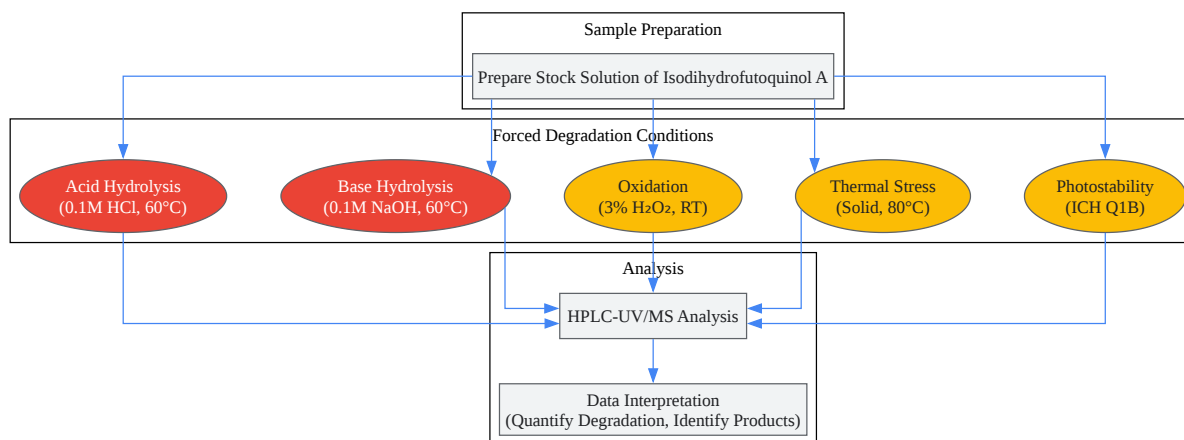 Sample Preparation
Prepare Stock Solution of Isodihydrofutoquinol A
Forced Degradation Conditions
Acid Hydrolysis
(0.1M HCl, 60°C)
Base Hydrolysis
(0.1M NaOH, 60°C)
Oxidation
(3% H₂O₂, RT)
Thermal Stress
(Solid, 80°C)
Photostability
(ICH Q1B)
Analysis
HPLC-UV/MS Analysis
Data Interpretation
(Quantify Degradation, Identify Products)